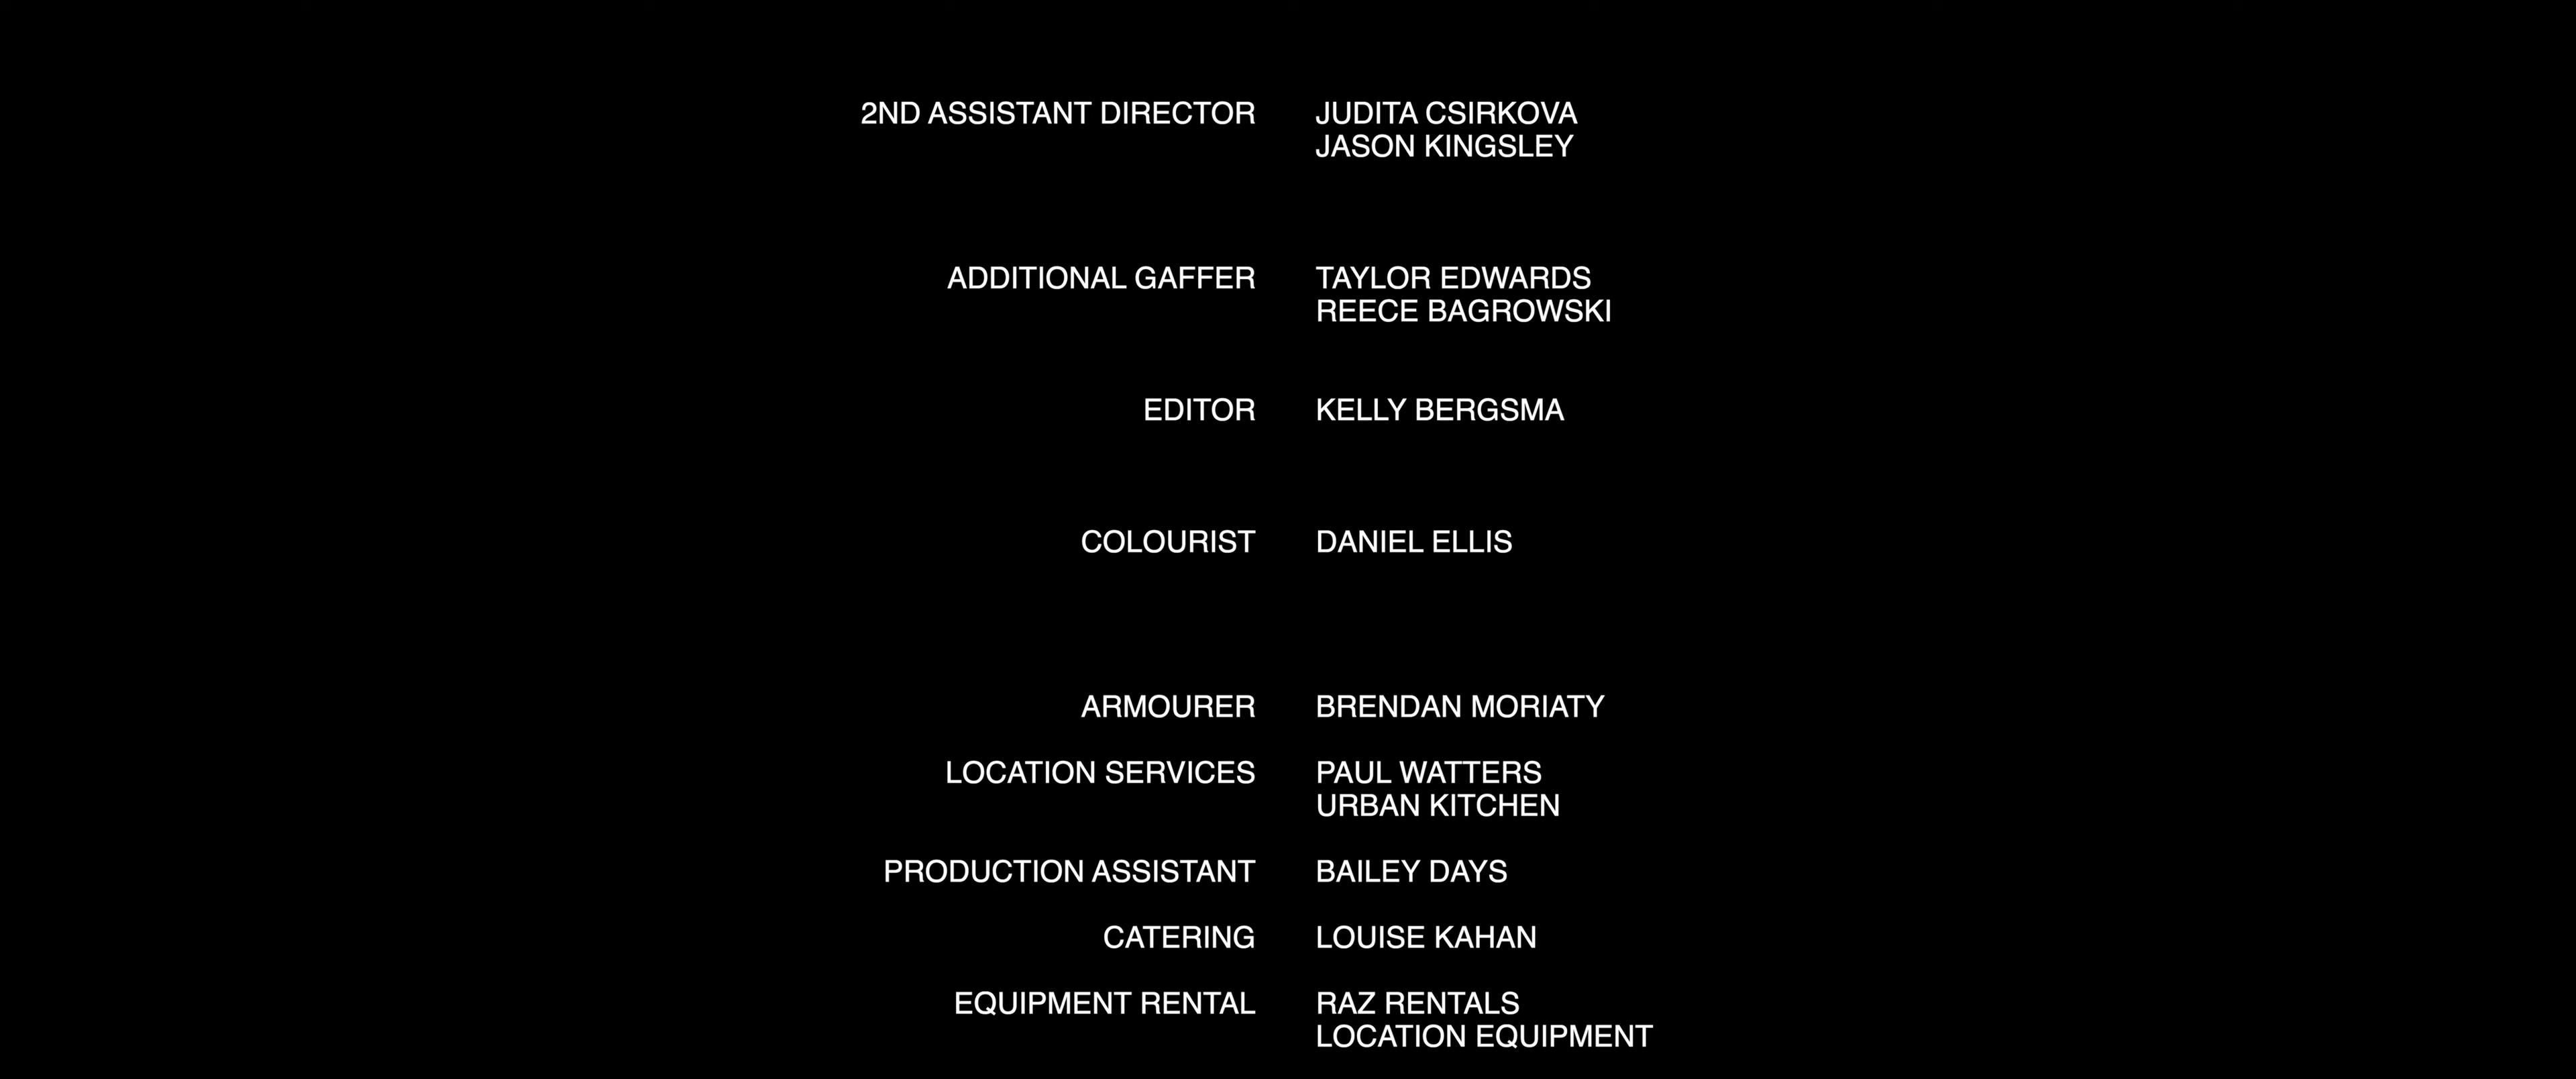 2ND ASSISTANT DIRECTOR JUDITA CSIRKOVA
JASON KINGSLEY
ADDITIONAL GAFFER TAYLOR EDWARDS
REECE BAGROWSKI
EDITOR KELLY BERGSMA
COLOURIST DANIEL ELLIS
ARMOURER BRENDAN MORIATY
LOCATION SERVICES PAUL WATTERS
URBAN KITCHEN
PRODUCTION ASSISTANT BAILEY DAYS
CATERING LOUISE KAHAN
EQUIPMENT RENTAL RAZ RENTALS
LOCATION EQUIPMENT